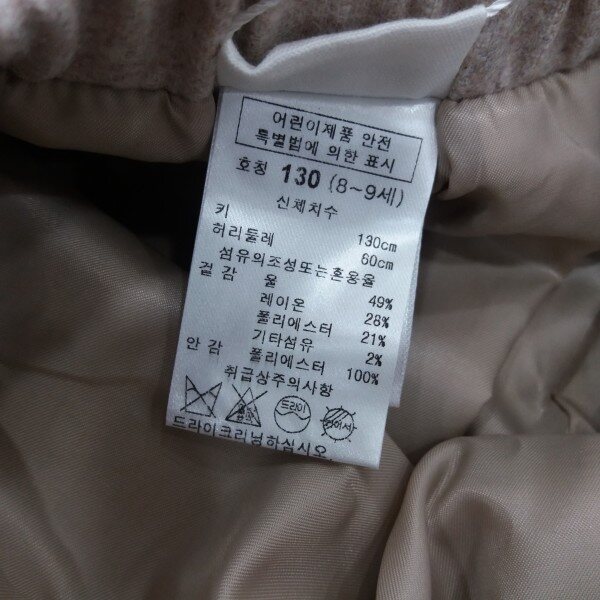 어린이제품 안전
특별법에 의한 표시
호칭 130 (8~9세)
신체치수
키 130cm
허리둘레 60cm
섬유의조성또는혼용율
겉감 울 49%
레이온 28%
폴리에스터 21%
기타섬유 2%
안감 폴리에스터 100%
취급상주의사항
드라이
드라이크리닝하십시오.